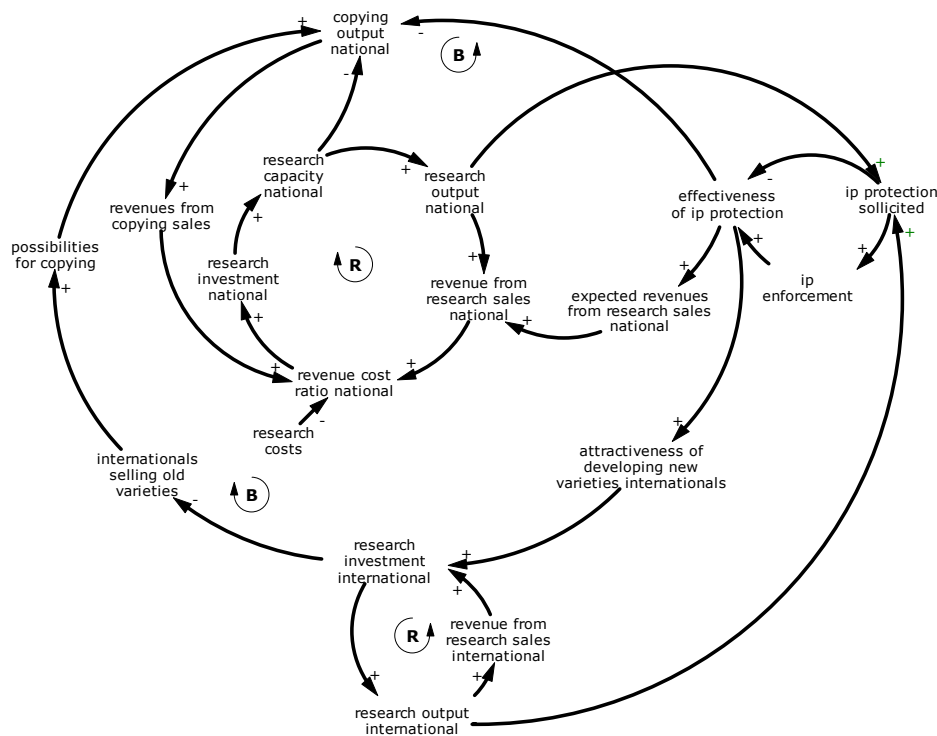 copying
output
national
B
research
capacity
national
research
output
national
effectiveness
of ip protection
ip protection
sollicited
revenues from
copying sales
possibilities
for copying
research
investment
national
R
revenue from
research sales
national
expected revenues
from research sales
national
ip
enforcement
revenue cost
ratio national
research
costs
internationals
selling old
varieties
B
attractiveness of
developing new
varieties internationals
research
investment
international
R
revenue from
research sales
international
research output
international